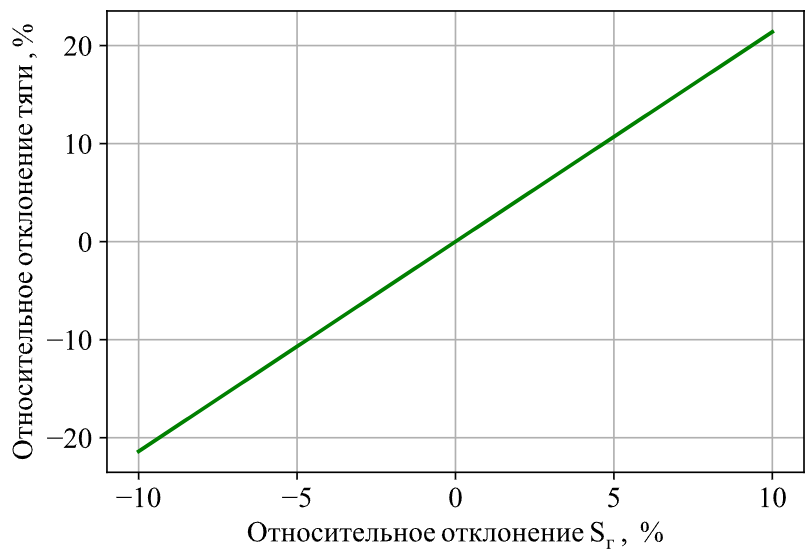 Относительное отклонение тяги , %
20
10
0
−10
−20
−10 −5 0 5 10
Относительное отклонение Sг , %